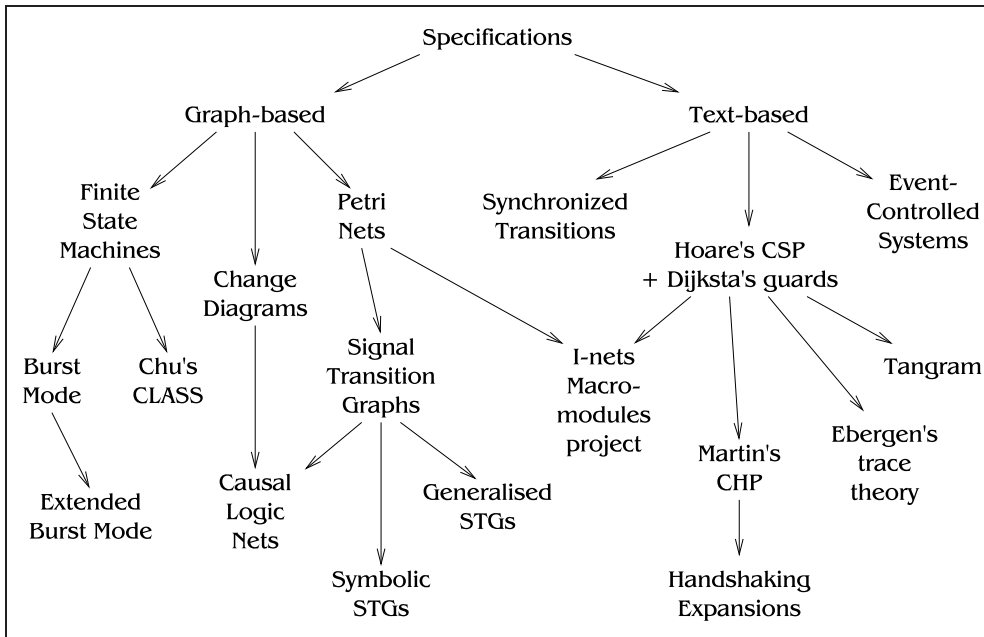 Specifications
Graph-based
Text-based
Finite
State
Machines
Petri
Nets
Synchronized
Transitions
Event-
Controlled
Systems
Change
Diagrams
Hoare's CSP
+ Dijksta's guards
Burst
Mode
Chu's
CLASS
Signal
Transition
Graphs
I-nets
Macro-
modules
project
Tangram
Extended
Burst Mode
Causal
Logic
Nets
Generalised
STGs
Martin's
CHP
Ebergen's
trace
theory
Symbolic
STGs
Handshaking
Expansions